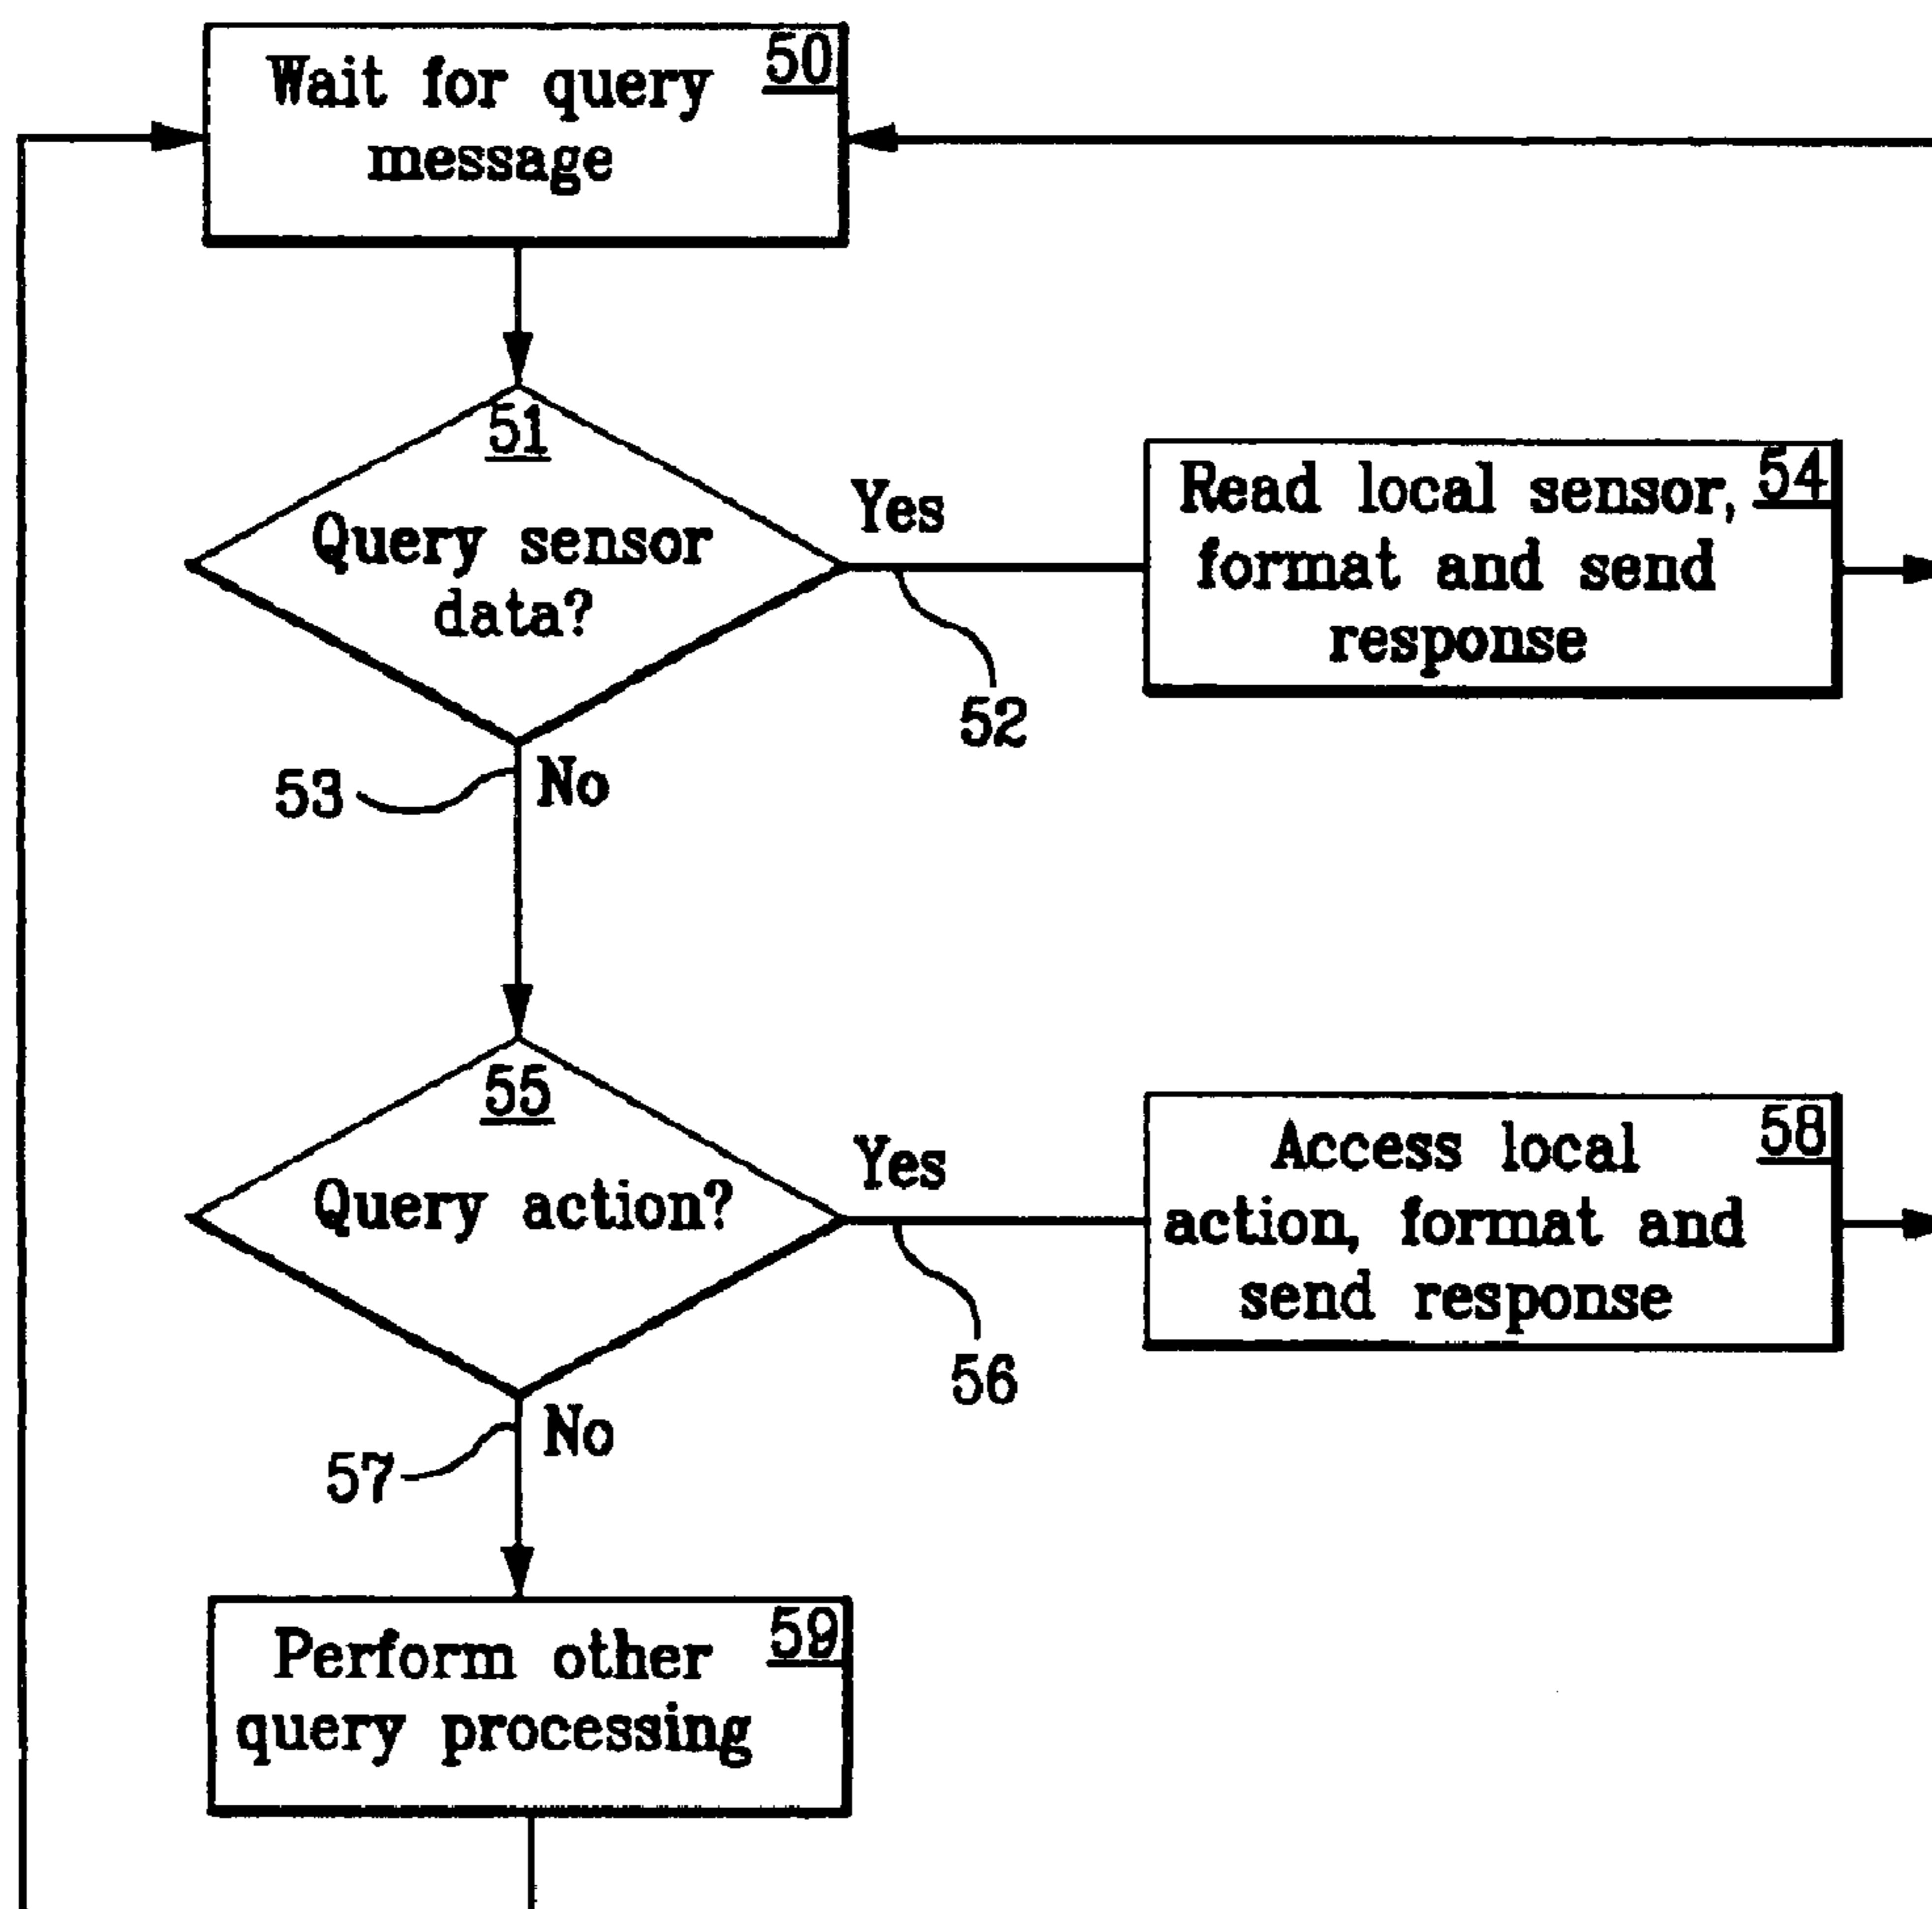 Wait for query
message
50
51
Query sensor
data?
Yes
52
53
No
Read local sensor,
format and send
response
54
55
Query action?
Yes
56
57
No
Access local
action, format and
send response
58
Perform other
query processing
59